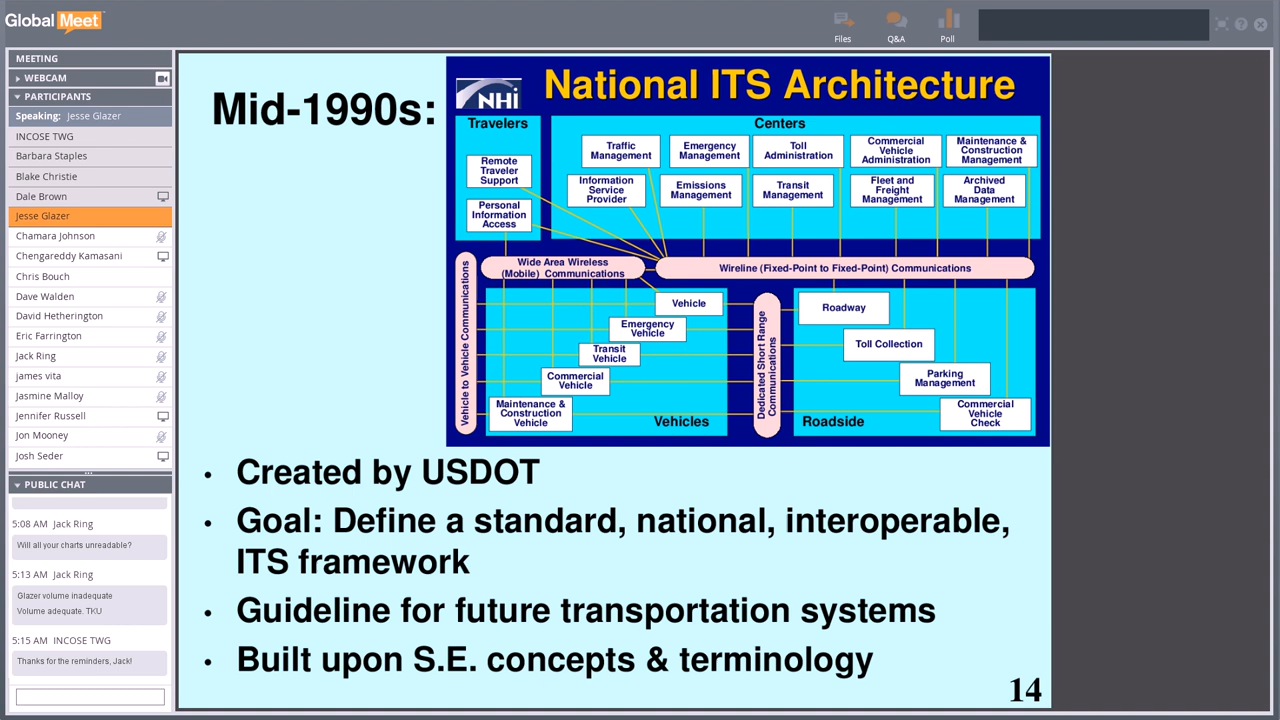 Global Meet
Files
Q&A
Poll
MEETING
WEBCAM
PARTICIPANTS
Speaking: Jesse Glazer
INCOSE TWG
Barbara Staples
Blake Christie
Dale Brown
Jesse Glazer
Chamara Johnson
Chengareddy Kamasani
Chris Bouch
Dave Walden
David Hetherington
Eric Farrington
Jack Ring
james vita
Jasmine Malloy
Jennifer Russell
Jon Mooney
Josh Seder
PUBLIC CHAT
5:08 AM Jack Ring
Will all your charts unreadable?
5:13 AM Jack Ring
Glazer volume inadequate
Volume adequate. TKU
5:15 AM INCOSE TWG
Thanks for the reminders, Jack!
Mid-1990s:
NHi
National ITS Architecture
Travelers
Remote
Traveler
Support
Personal
Information
Access
Centers
Traffic
Management
Emergency
Management
Toll
Administration
Commercial
Vehicle
Administration
Maintenance &
Construction
Management
Information
Service
Provider
Emissions
Management
Transit
Management
Fleet and
Freight
Management
Archived
Data
Management
Wide Area Wireless
(Mobile) Communications
Wireline (Fixed-Point to Fixed-Point) Communications
Vehicle to Vehicle Communications
Vehicle
Emergency
Vehicle
Transit
Vehicle
Commercial
Vehicle
Maintenance &
Construction
Vehicle
Vehicles
Dedicated Short Range
Communications
Roadway
Toll Collection
Parking
Management
Commercial
Vehicle
Check
Roadside
• Created by USDOT
• Goal: Define a standard, national, interoperable,
ITS framework
• Guideline for future transportation systems
• Built upon S.E. concepts & terminology
14